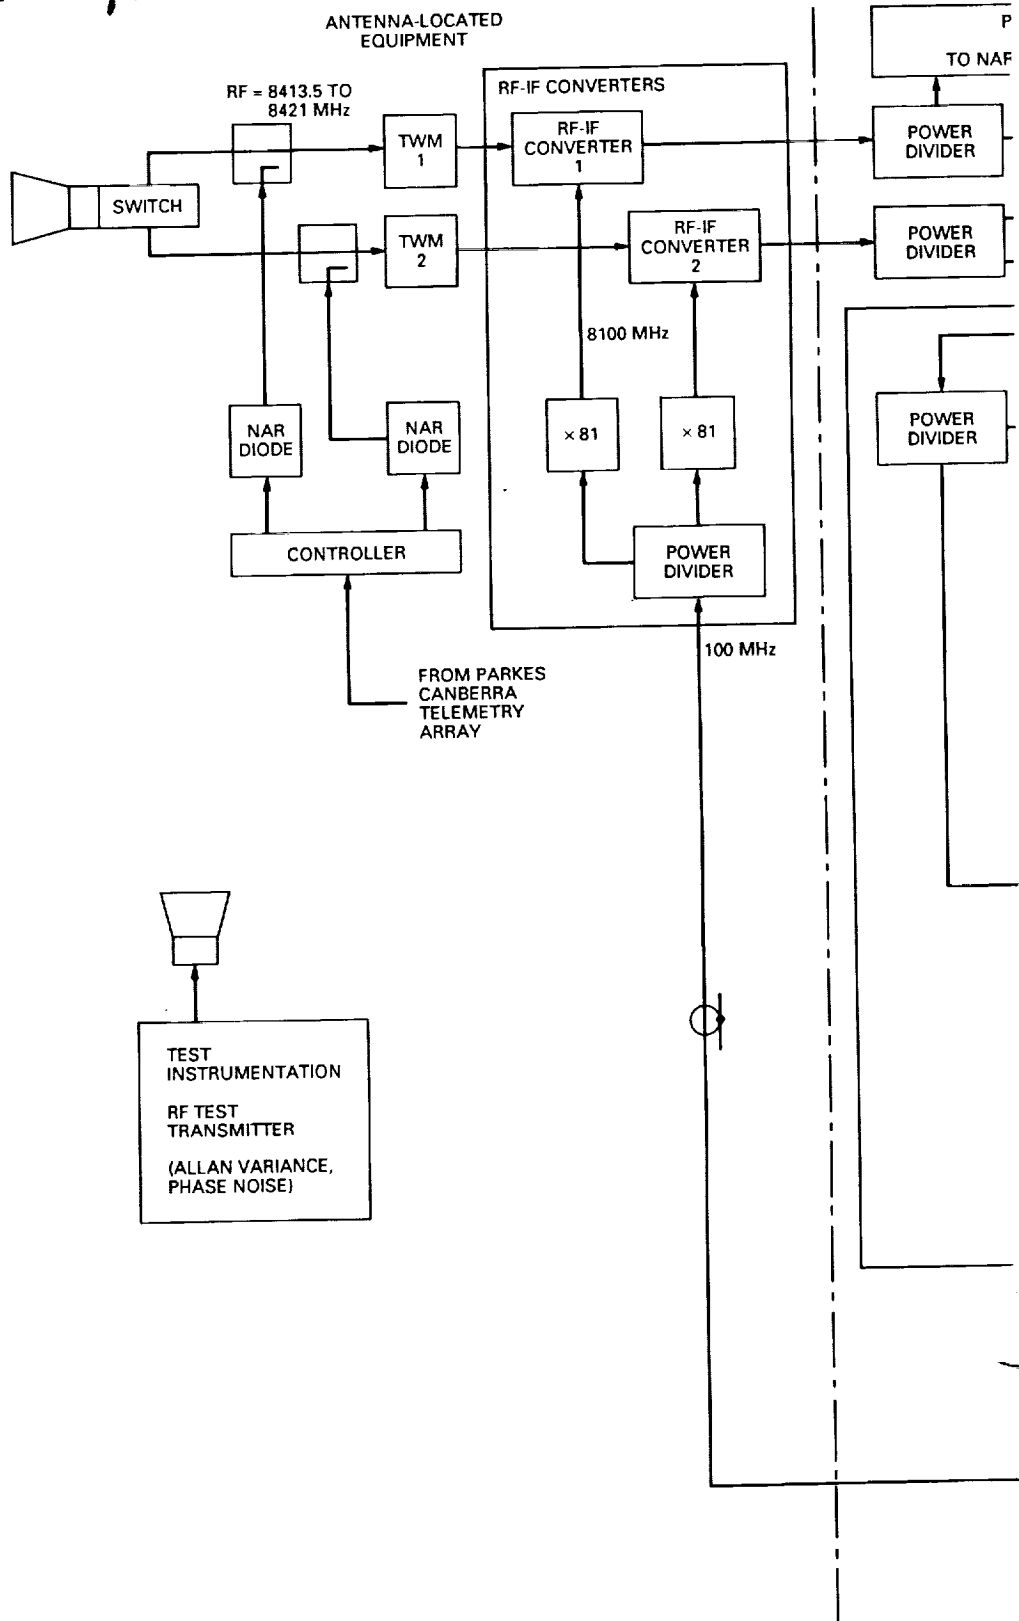 ANTENNA-LOCATED
EQUIPMENT
P
TO NAR
RF-IF CONVERTERS
RF = 8413.5 TO
8421 MHz
TWM
1
RF-IF
CONVERTER
1
POWER
DIVIDER
SWITCH
TWM
2
RF-IF
CONVERTER
2
POWER
DIVIDER
8100 MHz
NAR
DIODE
NAR
DIODE
× 81
× 81
POWER
DIVIDER
CONTROLLER
POWER
DIVIDER
100 MHz
FROM PARKES
CANBERRA
TELEMETRY
ARRAY
TEST
INSTRUMENTATION
RF TEST
TRANSMITTER
(ALLAN VARIANCE,
PHASE NOISE)